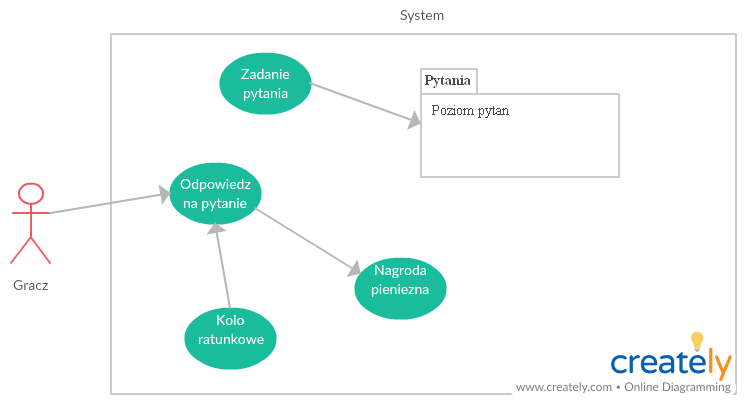 System
Zadanie
pytania
Pytania
Poziom pytan
Odpowiedz
na pytanie
Gracz
Nagroda
pieniezna
Kolo
ratunkowe
creately
www.creately.com • Online Diagramming